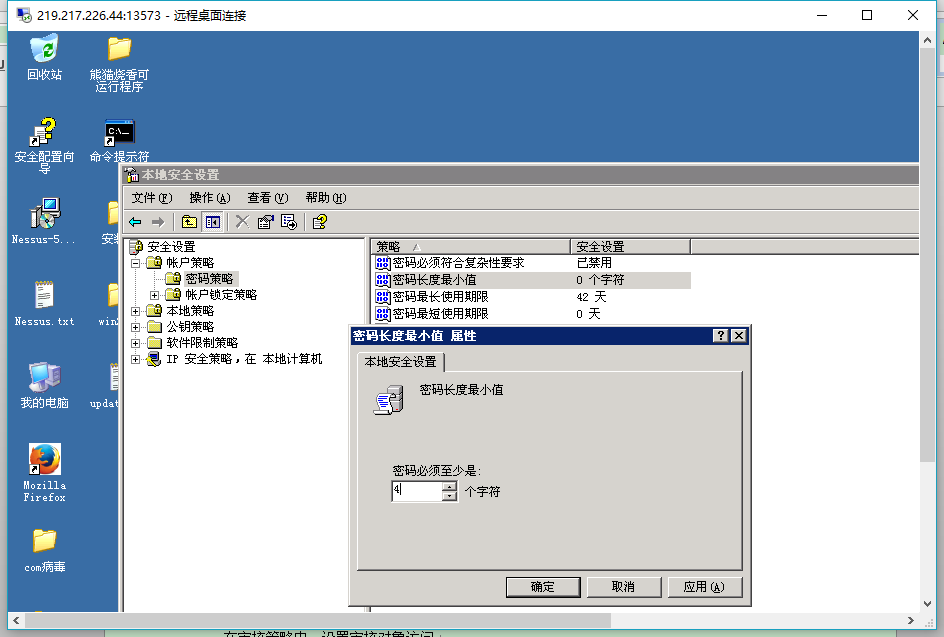 219.217.226.44:13573 - 远程桌面连接
回收站
熊猫烧香可
运行程序
安全配置向
导
命令提示符
Nessus-5...
安装
Nessus.txt
win
我的电脑
updat
Mozilla
Firefox
com病毒
本地安全设置
文件(F) 操作(A) 查看(V) 帮助(H)
安全设置
帐户策略
密码策略
帐户锁定策略
本地策略
公钥策略
软件限制策略
IP 安全策略，在 本地计算机
策略 安全设置
密码必须符合复杂性要求 已禁用
密码长度最小值 0 个字符
密码最长使用期限 42 天
密码最短使用期限 0 天
密码长度最小值 属性
本地安全设置
密码长度最小值
密码必须至少是:
4 个字符
确定 取消 应用(A)
在审核策略中，设置审核对象访问，